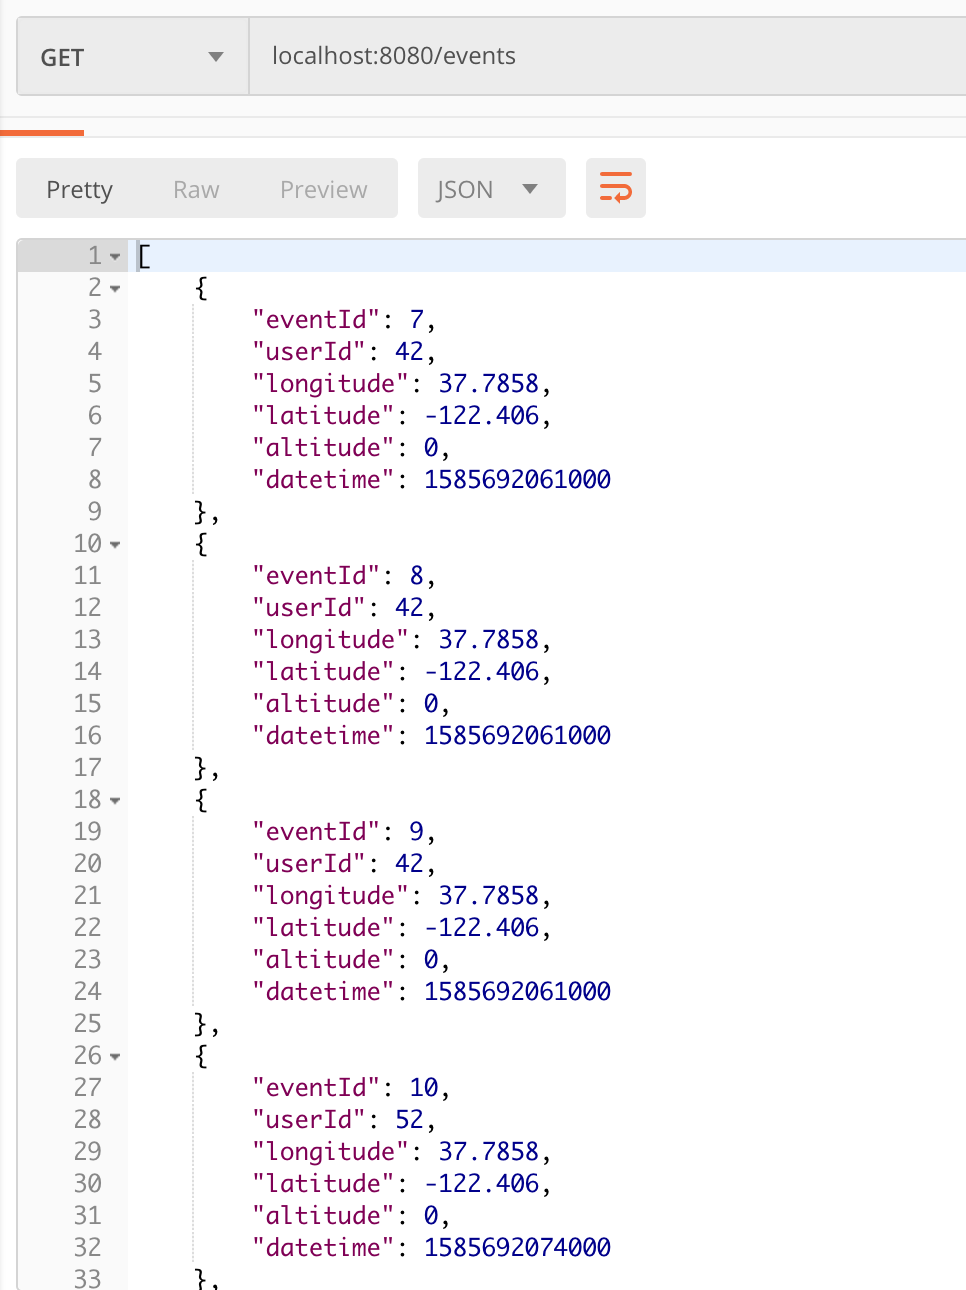 GET localhost:8080/events
Pretty Raw Preview JSON
1 [
2 {
3 "eventId": 7,
4 "userId": 42,
5 "longitude": 37.7858,
6 "latitude": -122.406,
7 "altitude": 0,
8 "datetime": 1585692061000
9 },
10 {
11 "eventId": 8,
12 "userId": 42,
13 "longitude": 37.7858,
14 "latitude": -122.406,
15 "altitude": 0,
16 "datetime": 1585692061000
17 },
18 {
19 "eventId": 9,
20 "userId": 42,
21 "longitude": 37.7858,
22 "latitude": -122.406,
23 "altitude": 0,
24 "datetime": 1585692061000
25 },
26 {
27 "eventId": 10,
28 "userId": 52,
29 "longitude": 37.7858,
30 "latitude": -122.406,
31 "altitude": 0,
32 "datetime": 1585692074000
33 },